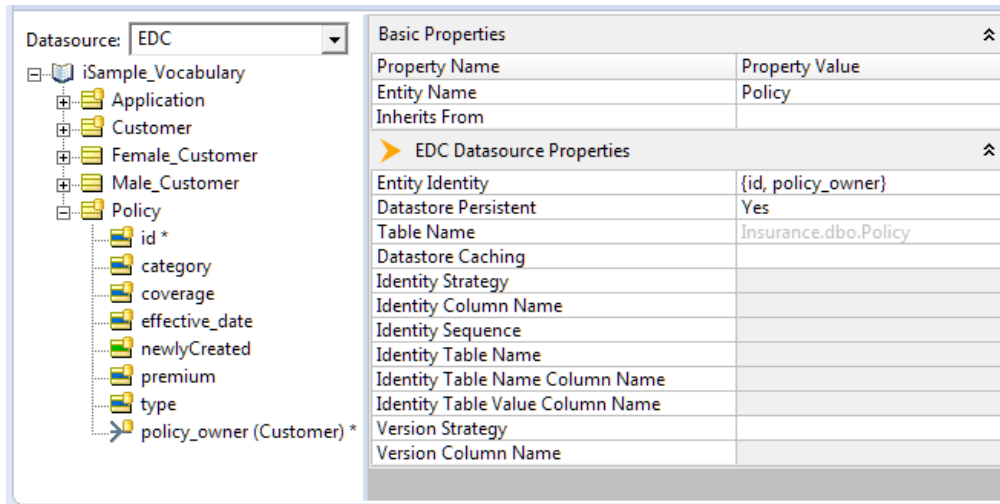 Datasource: EDC
iSample_Vocabulary
Application
Customer
Female_Customer
Male_Customer
Policy
id *
category
coverage
effective_date
newlyCreated
premium
type
policy_owner (Customer) *
Basic Properties
Property Name Property Value
Entity Name Policy
Inherits From
EDC Datasource Properties
Entity Identity {id, policy_owner}
Datastore Persistent Yes
Table Name Insurance.dbo.Policy
Datastore Caching
Identity Strategy
Identity Column Name
Identity Sequence
Identity Table Name
Identity Table Name Column Name
Identity Table Value Column Name
Version Strategy
Version Column Name